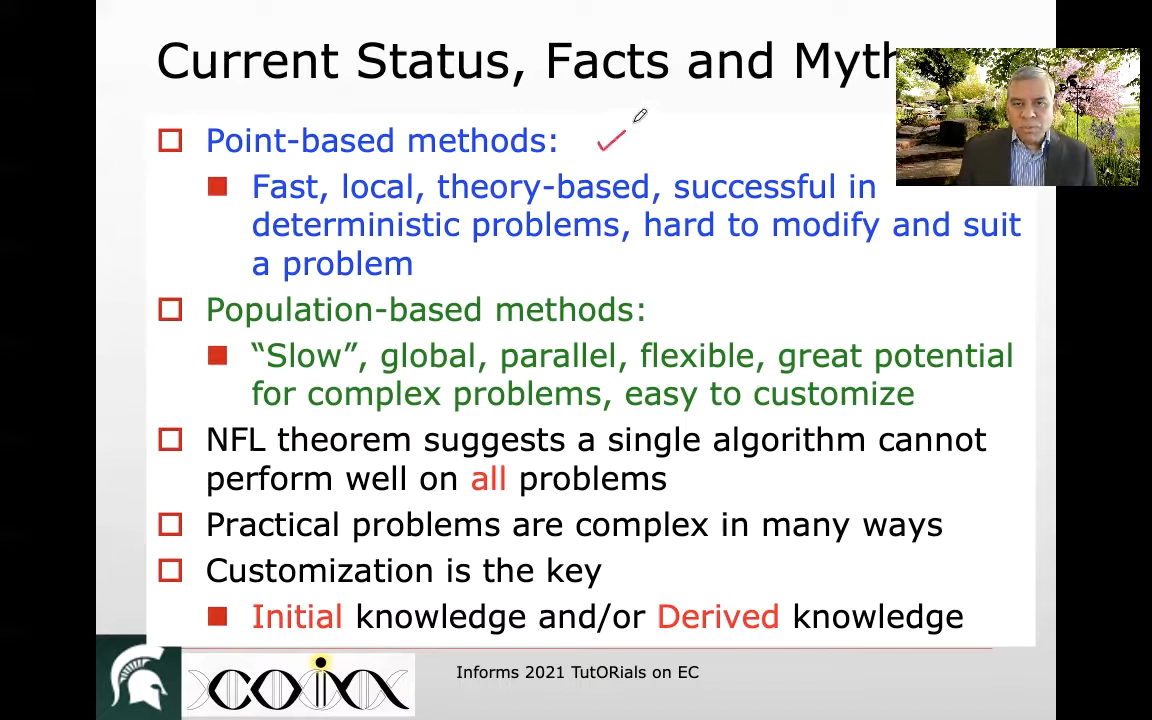 Current Status, Facts and Myth
Point-based methods:
Fast, local, theory-based, successful in
deterministic problems, hard to modify and suit
a problem
Population-based methods:
“Slow”, global, parallel, flexible, great potential
for complex problems, easy to customize
NFL theorem suggests a single algorithm cannot
perform well on all problems
Practical problems are complex in many ways
Customization is the key
Initial knowledge and/or Derived knowledge
COIN
Informs 2021 TutORials on EC